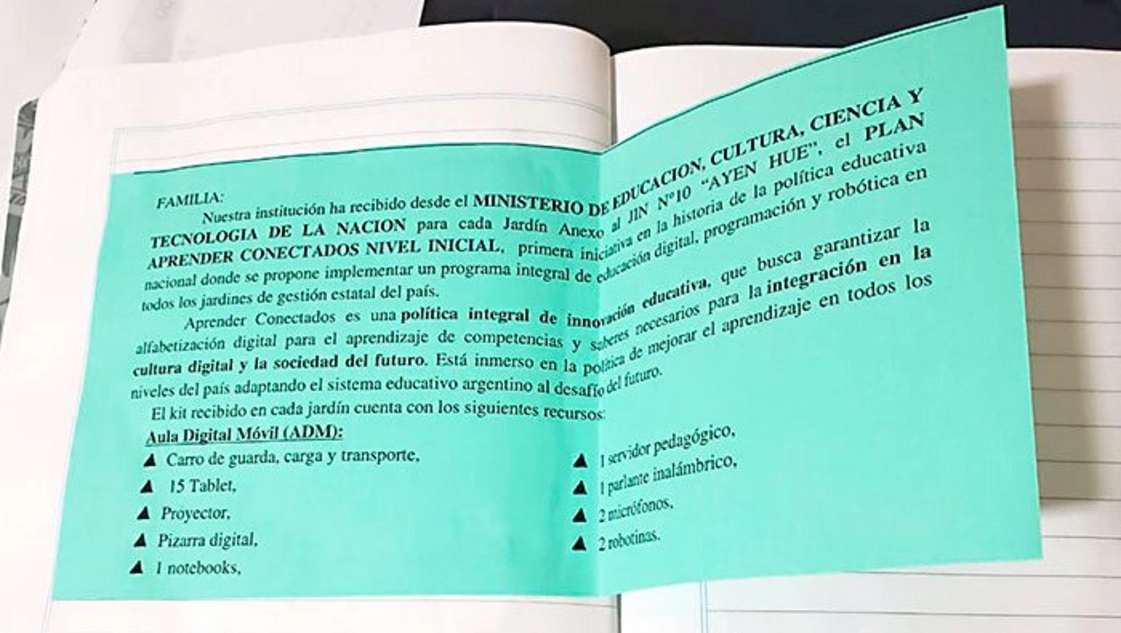 FAMILIA:
Nuestra institución ha recibido desde el MINISTERIO DE EDUCACION, CULTURA, CIENCIA Y
TECNOLOGIA DE LA NACION para cada Jardín Anexo al JIN Nº10 “AYEN HUE”, el PLAN
APRENDER CONECTADOS NIVEL INICIAL, primera iniciativa en la historia de la política educativa
nacional donde se propone implementar un programa integral de educación digital, programación y robótica en
todos los jardines de gestión estatal del país.
Aprender Conectados es una política integral de innovación educativa, que busca garantizar la
alfabetización digital para el aprendizaje de competencias y saberes necesarios para la integración en la
cultura digital y la sociedad del futuro. Está inmerso en la política de mejorar el aprendizaje en todos los
niveles del país adaptando el sistema educativo argentino al desafío del futuro.
El kit recibido en cada jardín cuenta con los siguientes recursos:
Aula Digital Móvil (ADM):
▲ Carro de guarda, carga y transporte,
▲ 15 Tablet,
▲ Proyector,
▲ Pizarra digital,
▲ 1 notebooks,
▲ 1 servidor pedagógico,
▲ 1 parlante inalámbrico,
▲ 2 micrófonos,
▲ 2 robotinas.